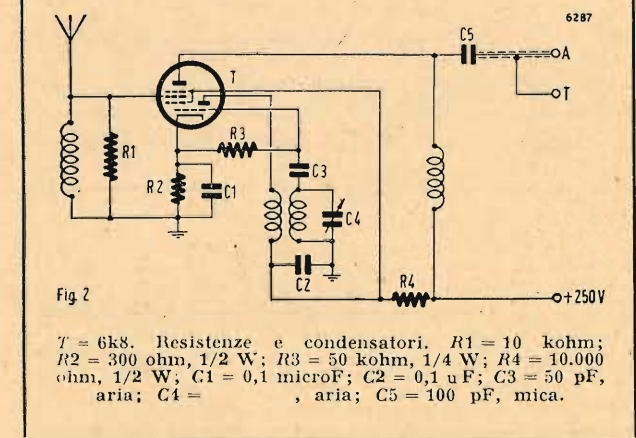 6287
C5
A
T
T
R1
R3
R2
C1
C3
C4
C2
R4
Fig. 2
+250V
T = 6k8. Resistenze e condensatori. R1 = 10 kohm;
R2 = 300 ohm, 1/2 W; R3 = 50 kohm, 1/4 W; R4 = 10.000
ohm, 1/2 W; C1 = 0,1 microF; C2 = 0,1 uF; C3 = 50 pF,
aria; C4 = , aria; C5 = 100 pF, mica.